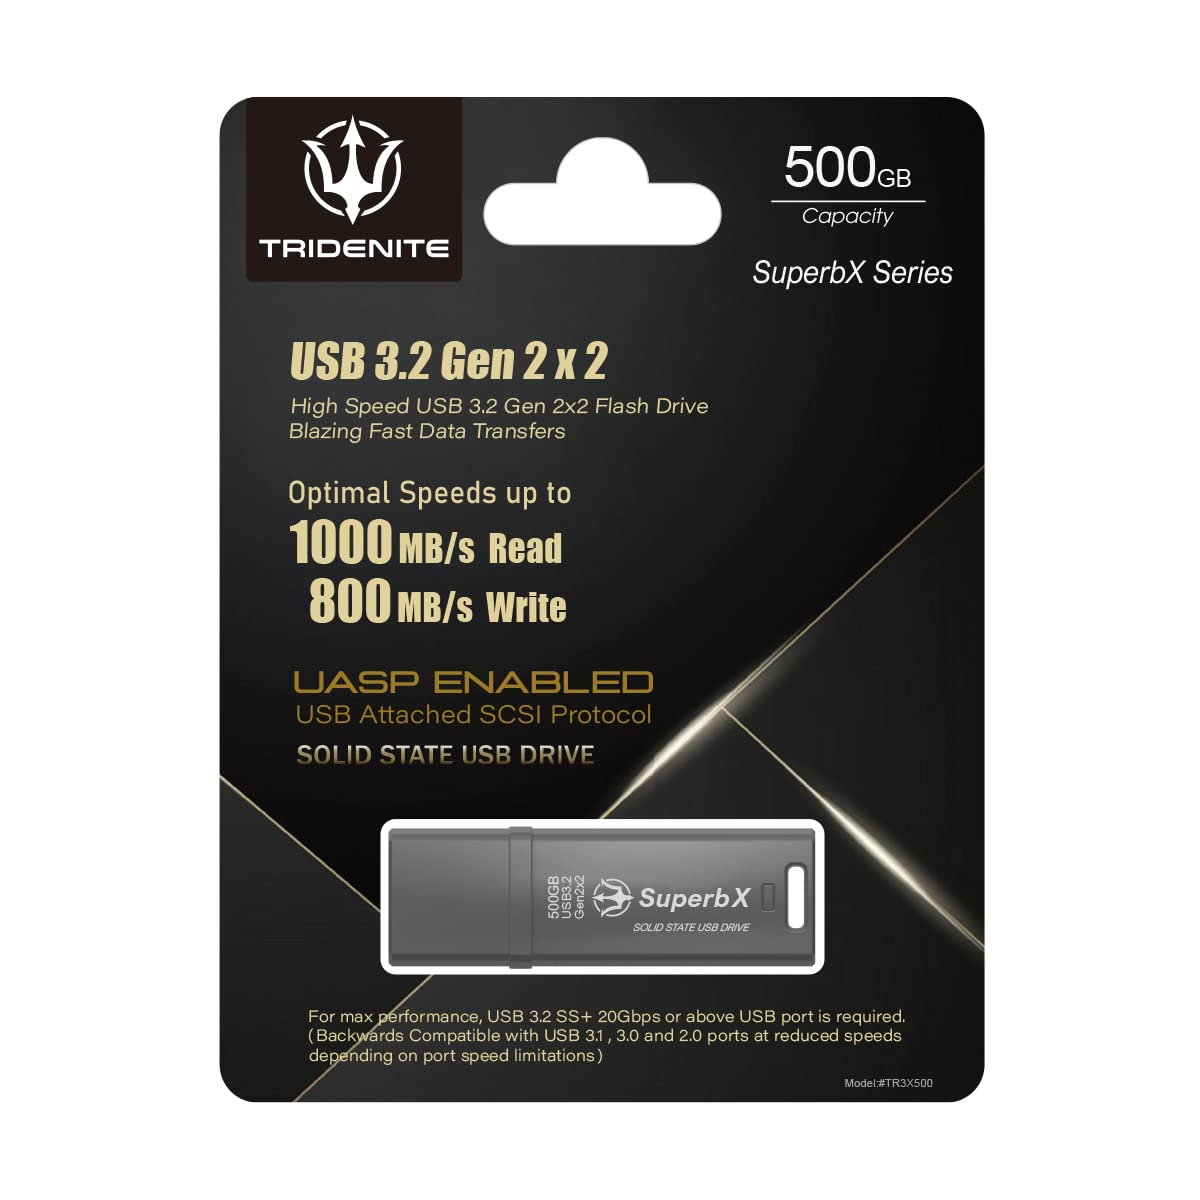 TRIDENITE
500GB
Capacity
SuperbX Series
USB 3.2 Gen 2 x 2
High Speed USB 3.2 Gen 2x2 Flash Drive
Blazing Fast Data Transfers
Optimal Speeds up to
1000 MB/s Read
800 MB/s Write
UASP ENABLED
USB Attached SCSI Protocol
SOLID STATE USB DRIVE
500GB
USB3.2
Gen2x2
SuperbX
SOLID STATE USB DRIVE
For max performance, USB 3.2 SS+ 20Gbps or above USB port is required.
(Backwards Compatible with USB 3.1 , 3.0 and 2.0 ports at reduced speeds
depending on port speed limitations)
Model:#TR3X500